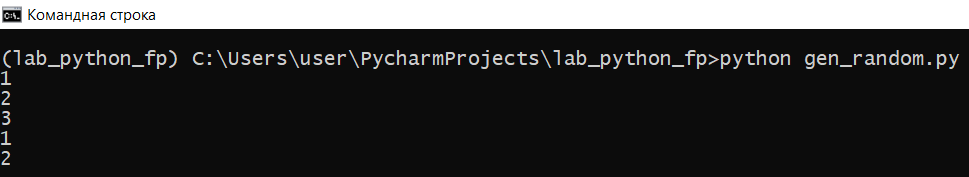 Командная строка
(lab_python_fp) C:\Users\user\PycharmProjects\lab_python_fp>python gen_random.py
1
2
3
1
2